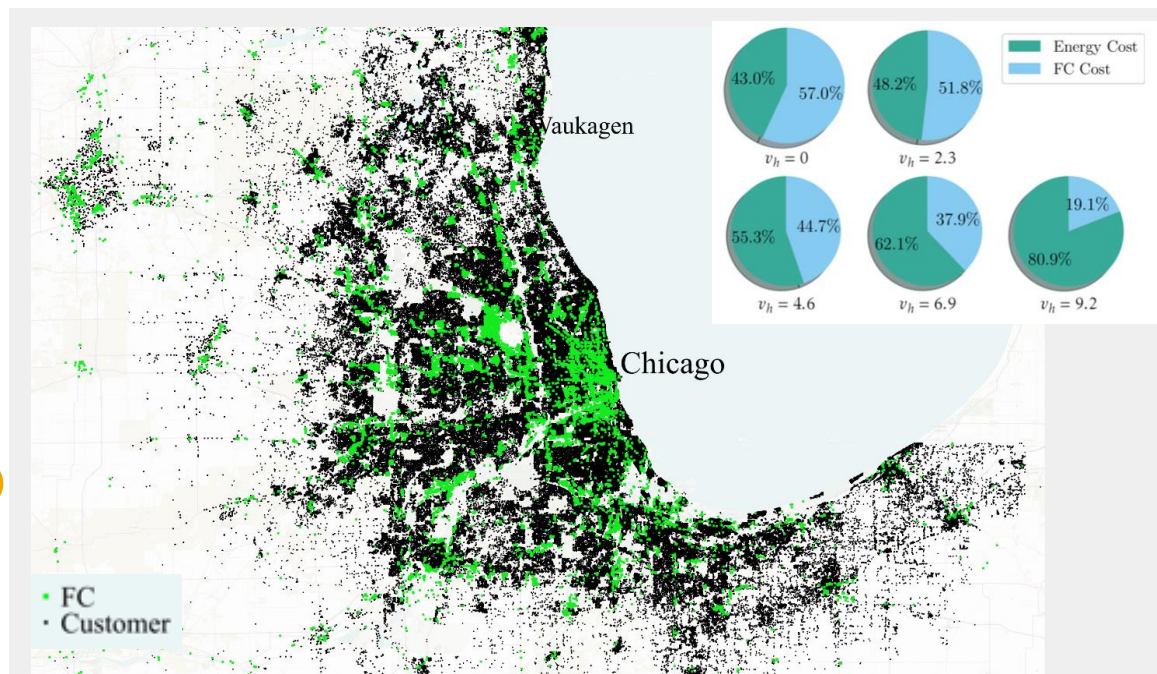 Energy Cost
FC Cost
43.0%
57.0%
48.2%
51.8%
v_h = 0
v_h = 2.3
55.3%
44.7%
62.1%
37.9%
19.1%
80.9%
v_h = 4.6
v_h = 6.9
v_h = 9.2
Waukagen
Chicago
FC
Customer